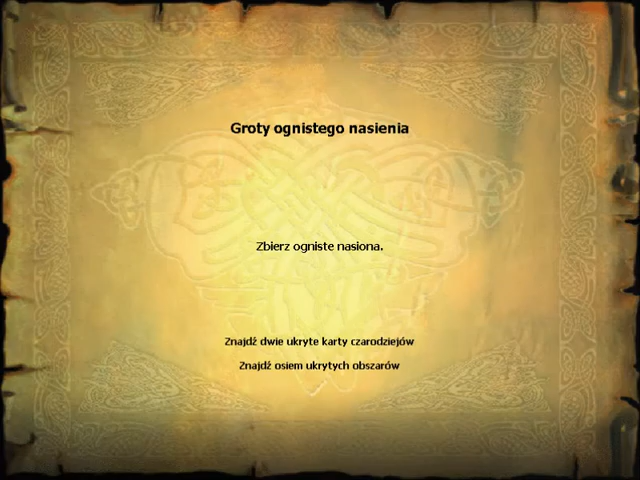 Groty ognistego nasienia
Zbierz ogniste nasiona.
Znajdź dwie ukryte karty czarodziejów
Znajdź osiem ukrytych obszarów